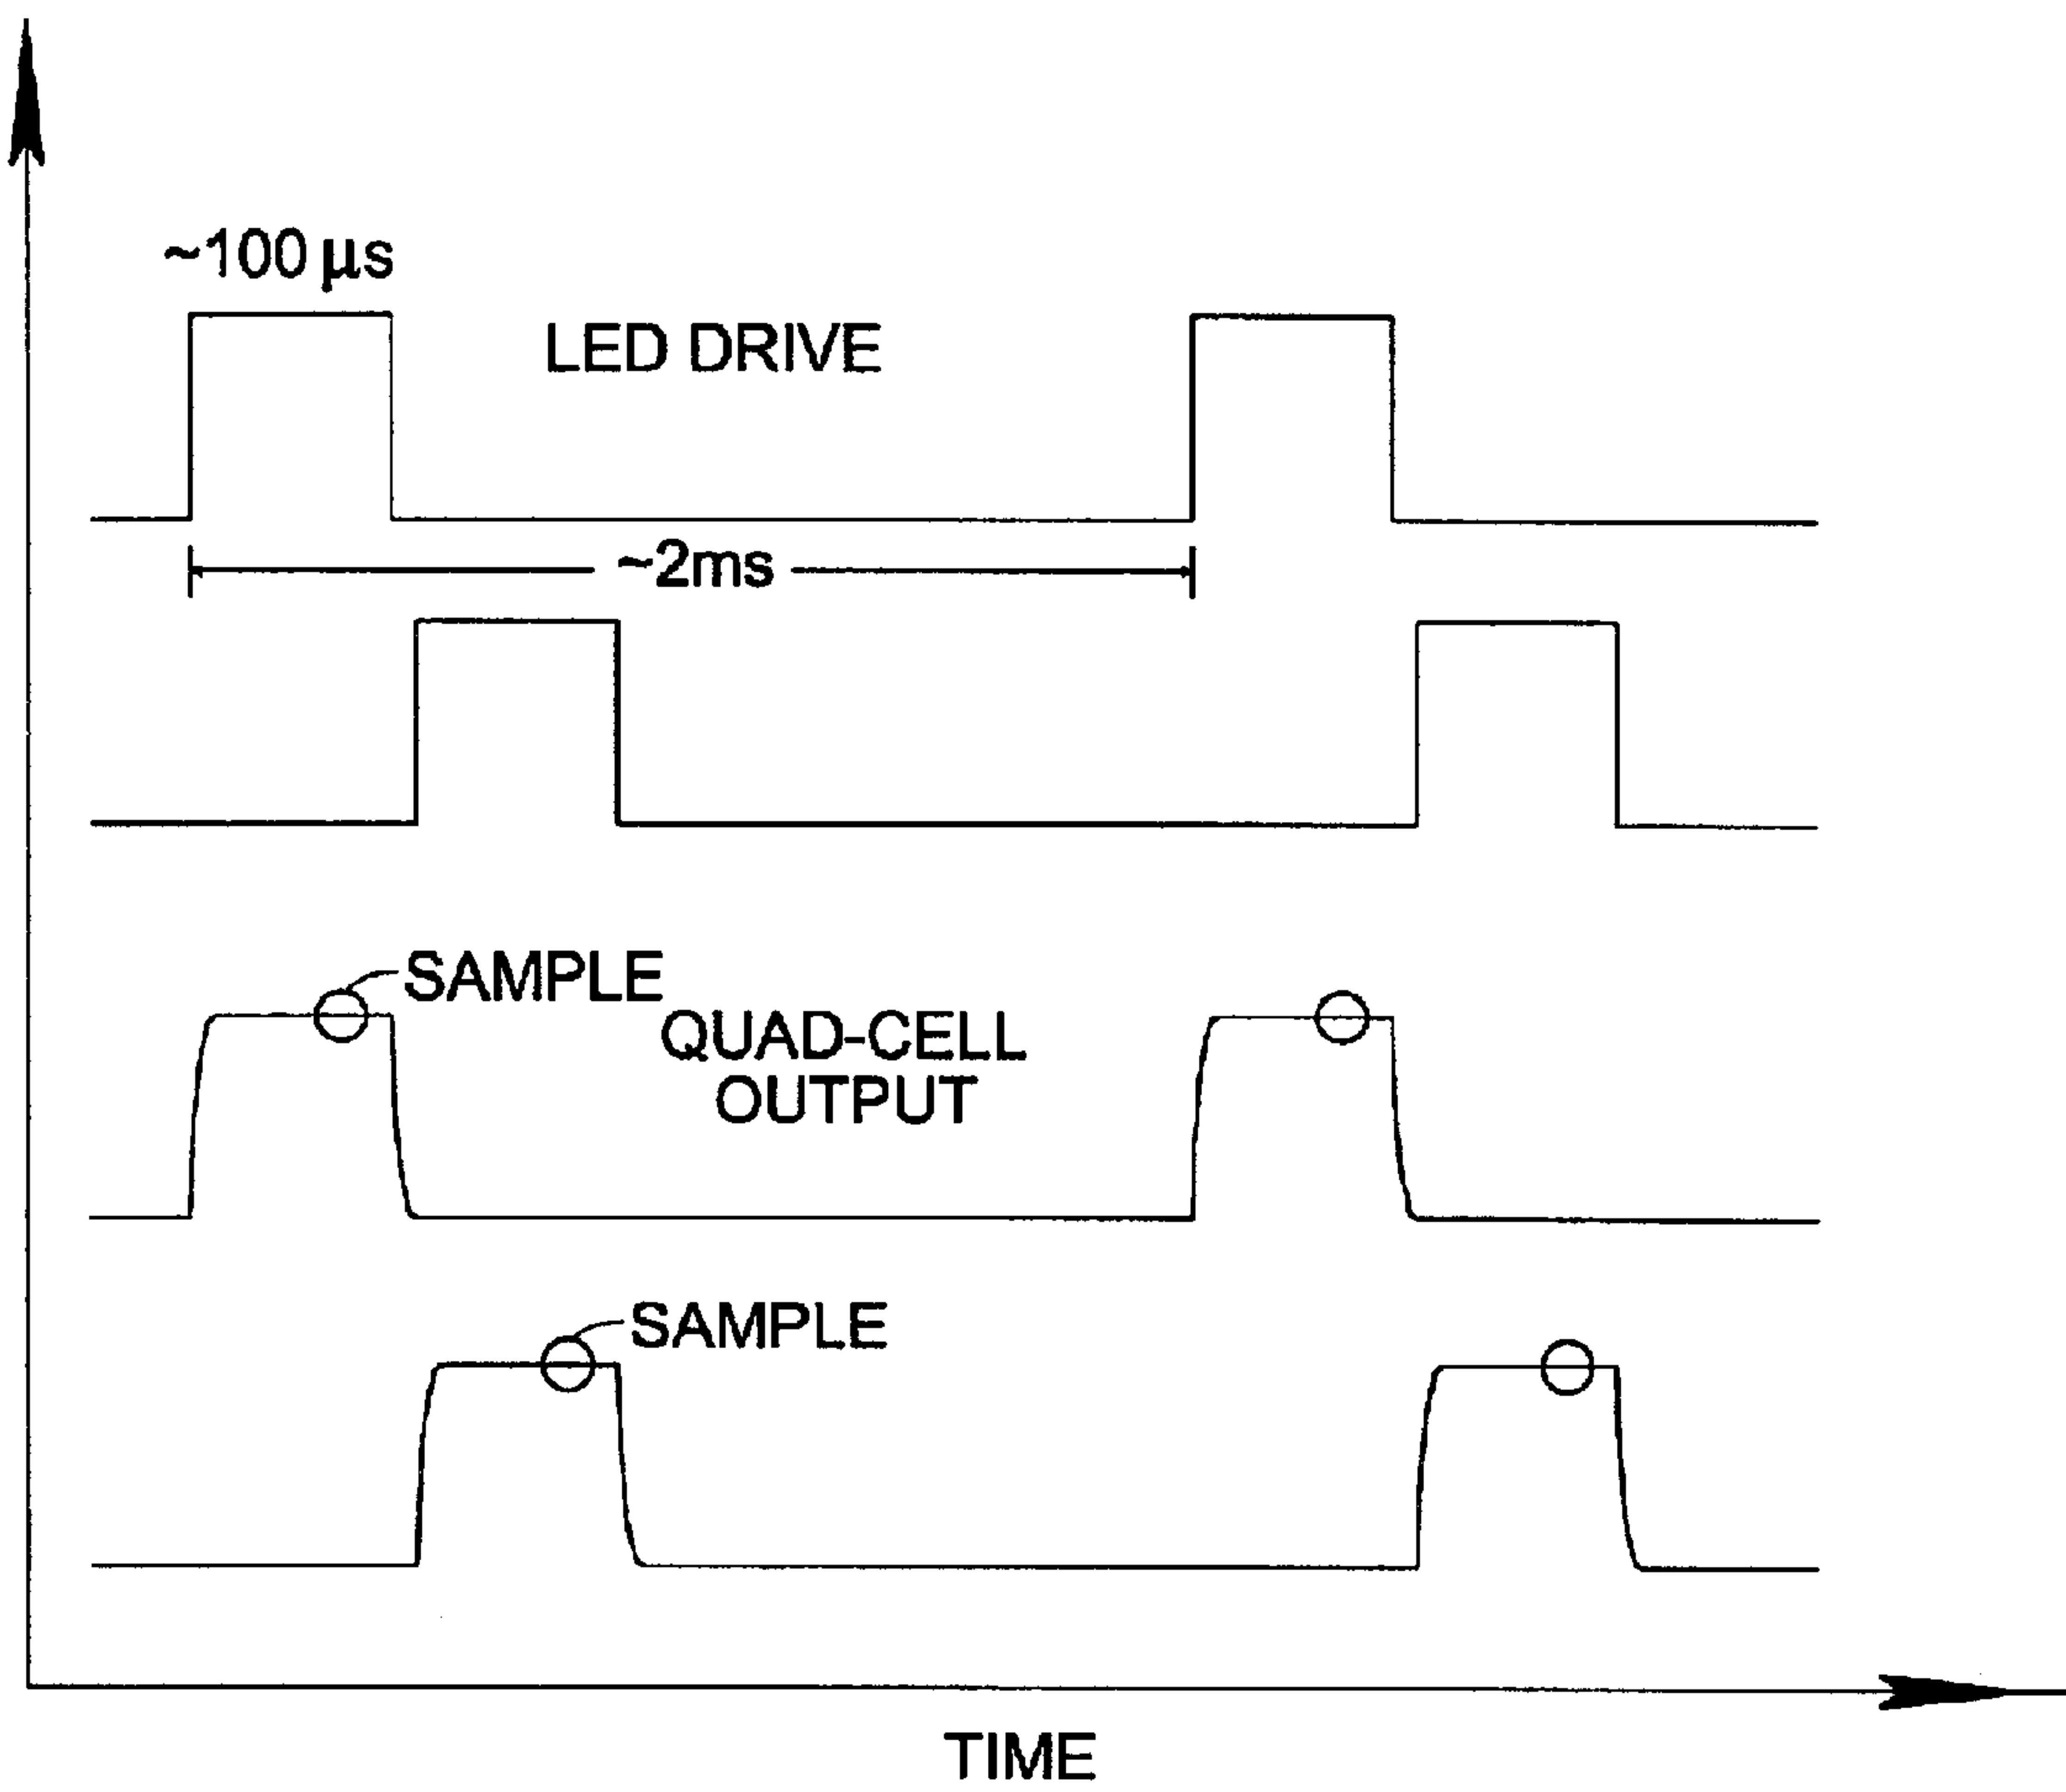 ~100 µs
LED DRIVE
~2ms
SAMPLE
QUAD-CELL
OUTPUT
SAMPLE
TIME